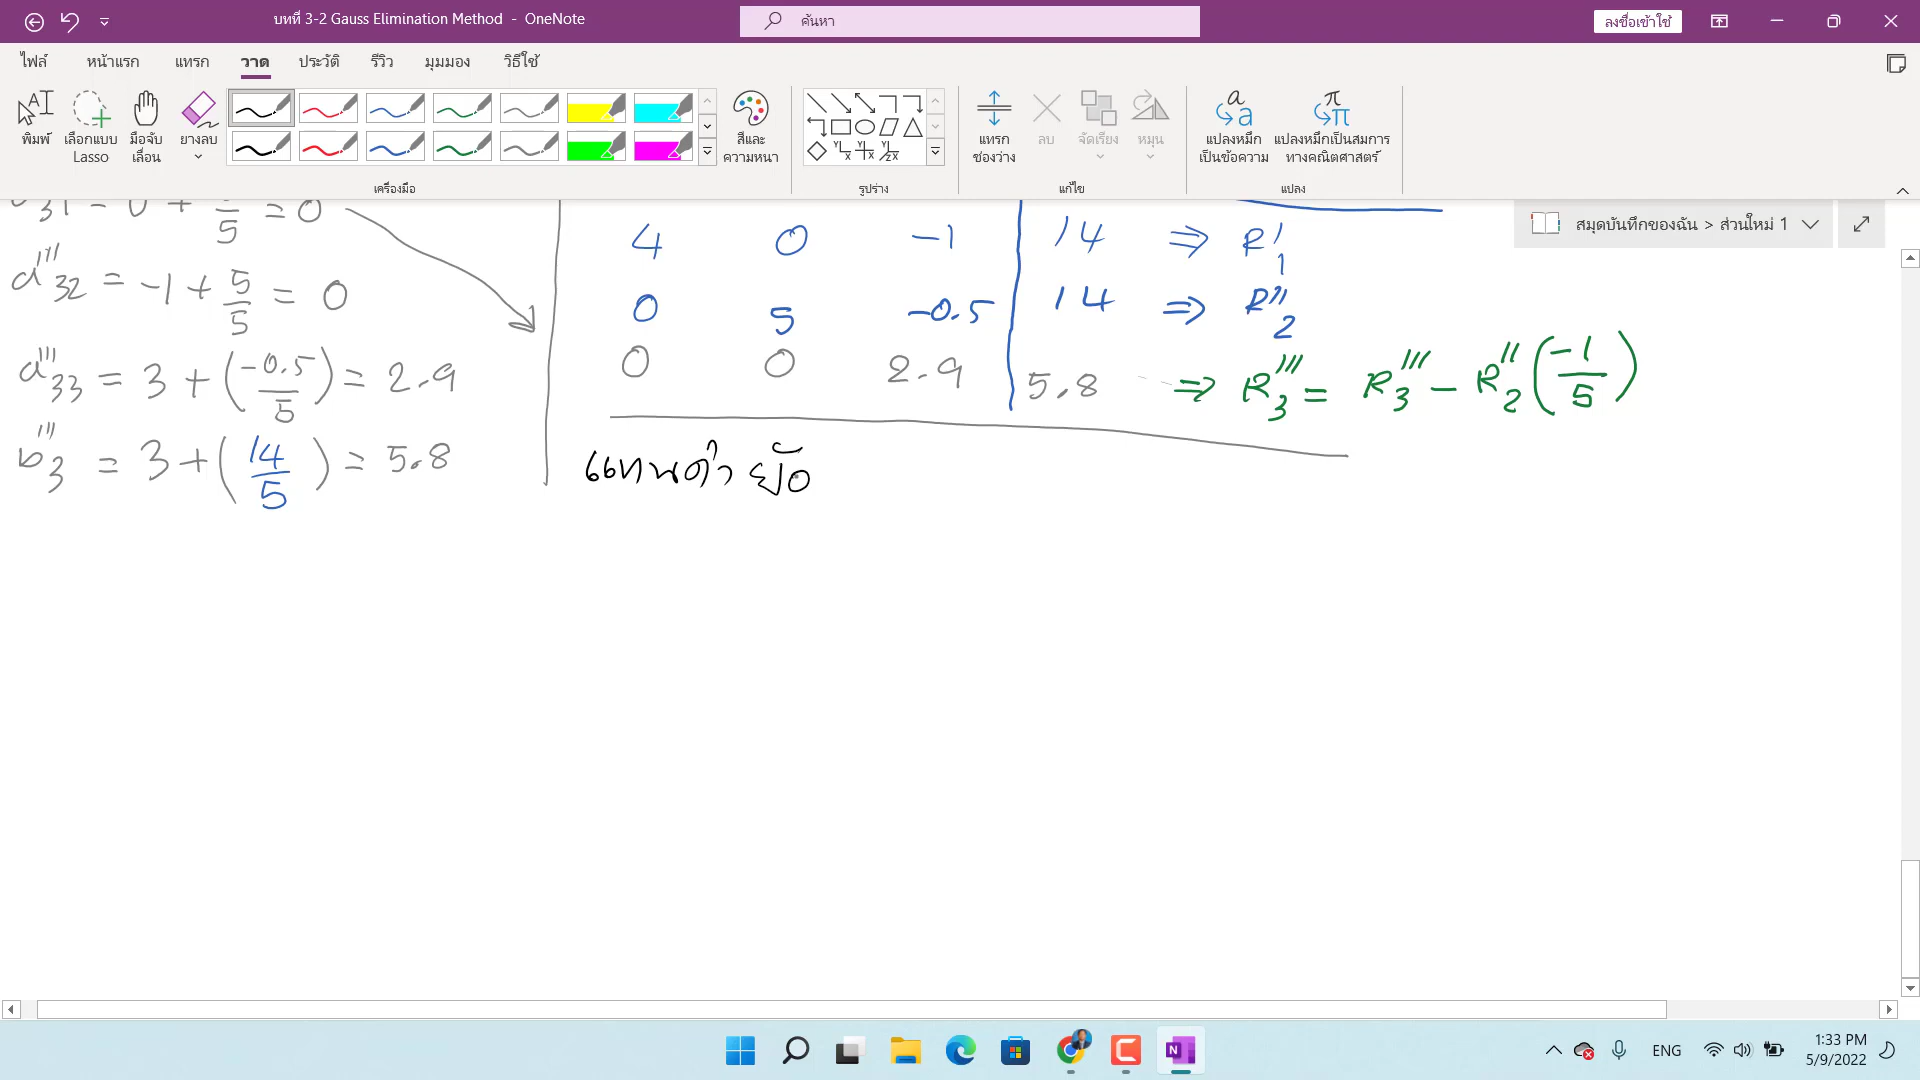 บทที่ 3-2 Gauss Elimination Method - OneNote
ค้นหา
ลงชื่อเข้าใช้
ไฟล์ หน้าแรก แทรก วาด ประวัติ รีวิว มุมมอง วิธีใช้
พิมพ์ เลือกแบบ Lasso มือจับเลื่อน ยางลบ สีและความหนา แทรกช่องว่าง ลบ จัดเรียง หมุน แปลงหมึกเป็นข้อความ แปลงหมึกเป็นสมการทางคณิตศาสตร์
เครื่องมือ รูปร่าง แก้ไข แปลง
สมุดบันทึกของฉัน > ส่วนใหม่ 1
a'''32 = -1 + 5/5 = 0
a'''33 = 3 + (-0.5/5) = 2.9
b'''3 = 3 + (14/5) = 5.8
4 0 -1 14 ⇒ R'1
0 5 -0.5 14 ⇒ R''2
0 0 2.9 5.8 ⇒ R'''3 = R'''3 - R''2 (-1/5)
แทนค่าย้อ
ENG
1:33 PM
5/9/2022